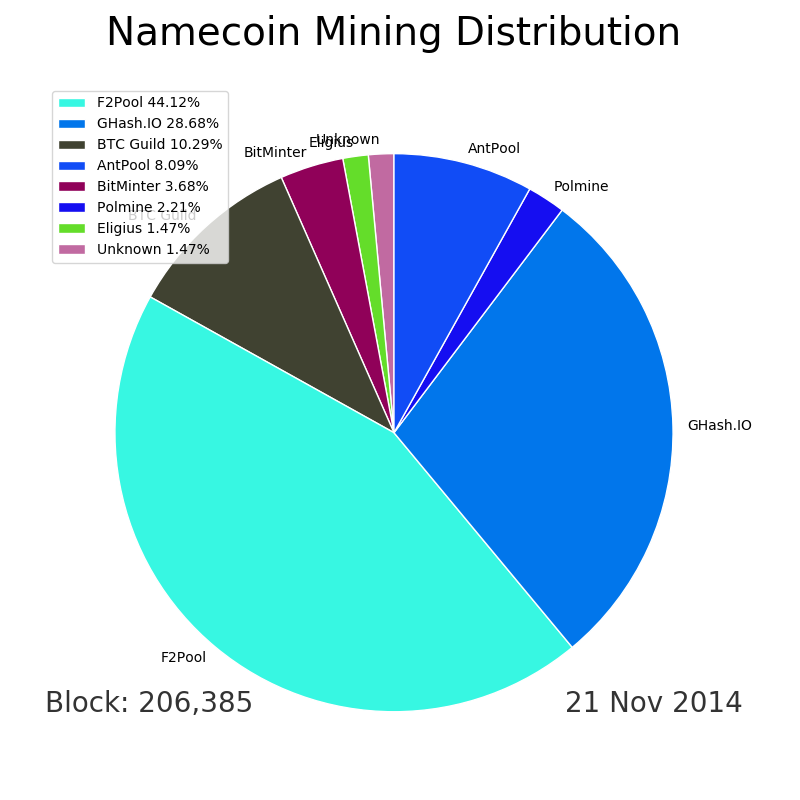 Namecoin Mining Distribution
F2Pool 44.12%
GHash.IO 28.68%
BTC Guild 10.29%
AntPool 8.09%
BitMinter 3.68%
Polmine 2.21%
Eligius 1.47%
Unknown 1.47%
Unknown
Eligius
BitMinter
AntPool
Polmine
BTC Guild
GHash.IO
F2Pool
Block: 206,385
21 Nov 2014